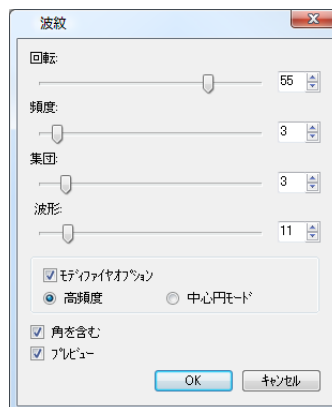 波紋
回転:
55
頻度:
3
集団:
3
波形:
11
モディファイヤオプション
高頻度 中心円モード
角を含む
プレビュー
OK キャンセル